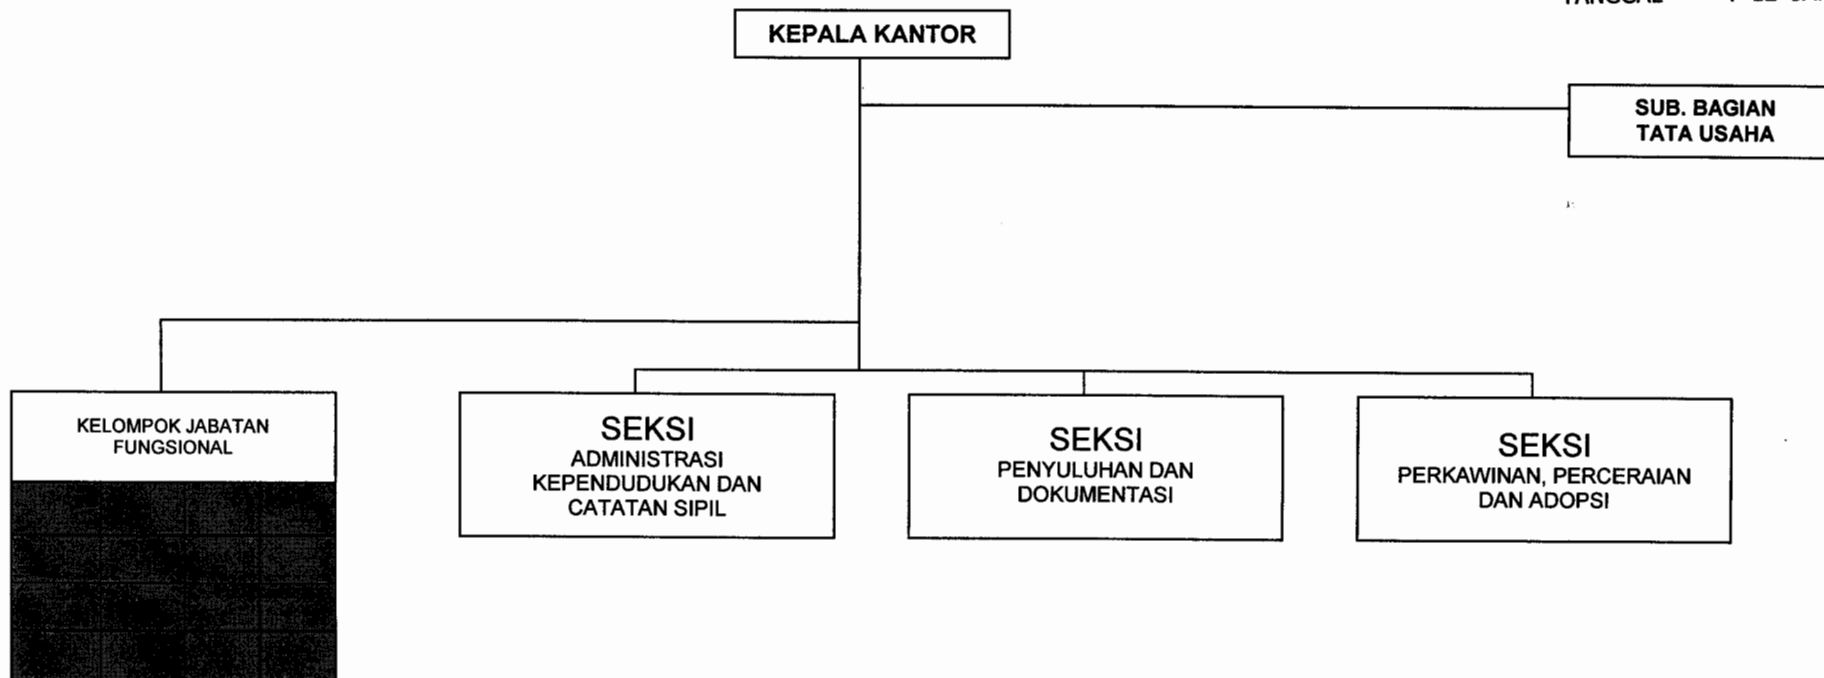 KEPALA KANTOR
SUB. BAGIAN
TATA USAHA
KELOMPOK JABATAN
FUNGSIONAL
SEKSI
ADMINISTRASI
KEPENDUDUKAN DAN
CATATAN SIPIL
SEKSI
PENYULUHAN DAN
DOKUMENTASI
SEKSI
PERKAWINAN, PERCERAIAN
DAN ADOPSI